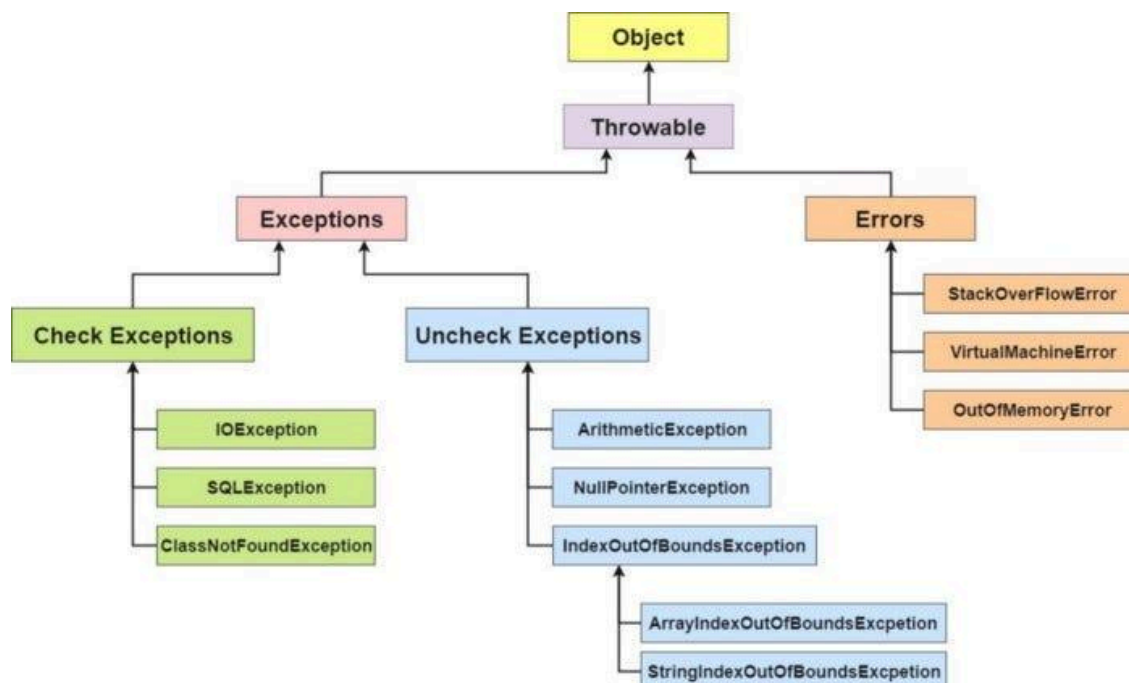 Object
Throwable
Exceptions
Errors
StackOverFlowError
Check Exceptions
Uncheck Exceptions
VirtualMachineError
OutOfMemoryError
IOException
ArithmeticException
SQLException
NullPointerException
ClassNotFoundException
IndexOutOfBoundsException
ArrayIndexOutOfBoundsExcpetion
StringIndexOutOfBoundsExcpetion